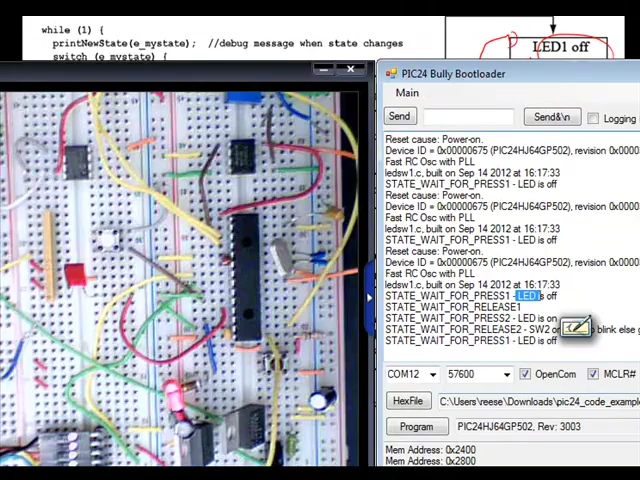 while (1) {
printNewState(e_mystate); //debug message when state changes
switch (e_mystate) {
LED1 off
PIC24 Bully Bootloader
Main
Send
Send&\n
Logging
Reset cause: Power-on.
Device ID = 0x00000675 (PIC24HJ64GP502), revision 0x00003
Fast RC Osc with PLL
ledsw1.c, built on Sep 14 2012 at 16:17:33
STATE_WAIT_FOR_PRESS1 - LED is off
Reset cause: Power-on.
Device ID = 0x00000675 (PIC24HJ64GP502), revision 0x00003
Fast RC Osc with PLL
ledsw1.c, built on Sep 14 2012 at 16:17:33
STATE_WAIT_FOR_PRESS1 - LED is off
Reset cause: Power-on.
Device ID = 0x00000675 (PIC24HJ64GP502), revision 0x00003
Fast RC Osc with PLL
ledsw1.c, built on Sep 14 2012 at 16:17:33
STATE_WAIT_FOR_PRESS1 - LED is off
STATE_WAIT_FOR_RELEASE1
STATE_WAIT_FOR_PRESS2 - LED is on
STATE_WAIT_FOR_RELEASE2 - SW2 on blink else g
STATE_WAIT_FOR_PRESS1 - LED is off
COM12
57600
OpenCom
MCLR#
HexFile
C:\Users\reese\Downloads\pic24_code_example
Program
PIC24HJ64GP502, Rev: 3003
Mem Address: 0x2400
Mem Address: 0x2800